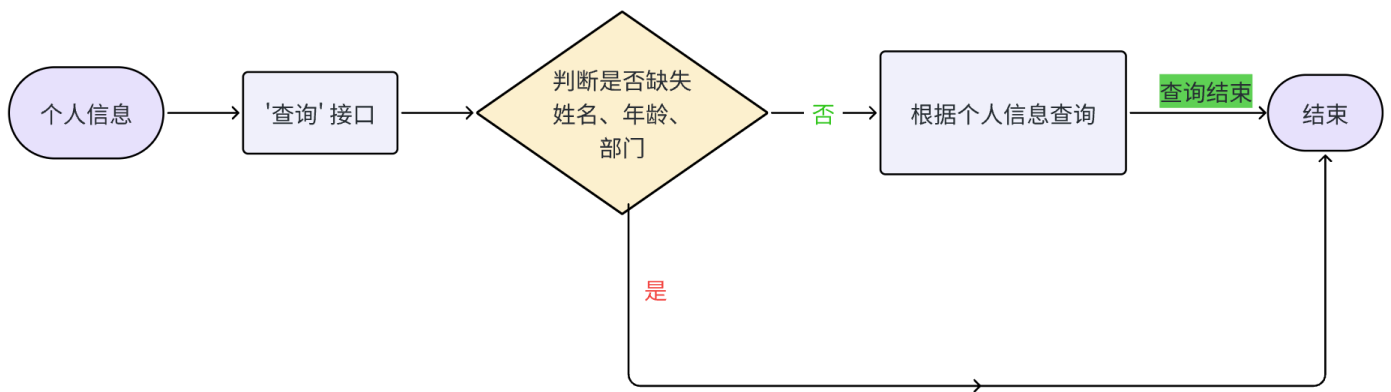 个人信息
'查询' 接口
判断是否缺失
姓名、年龄、
部门
否
根据个人信息查询
查询结束
结束
是